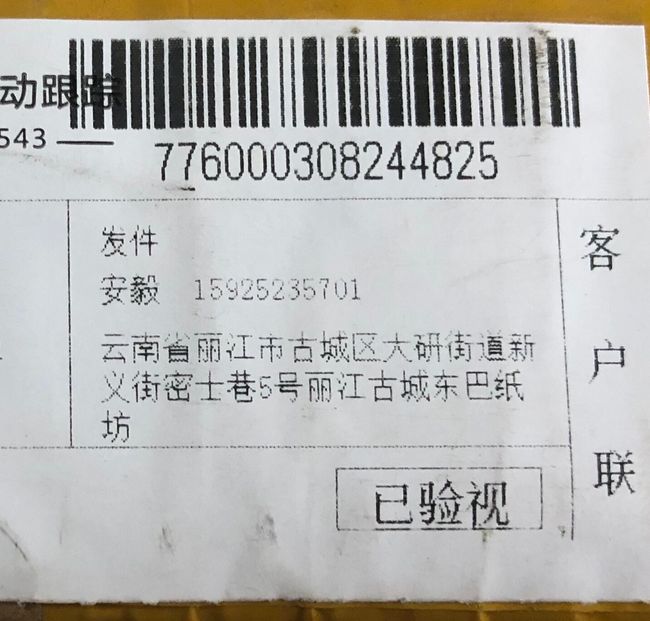 动跟踪
543
776000308244825
发件
安毅 15925235701
云南省丽江市古城区大研街道新
义街密士巷5号丽江古城东巴纸
坊
客户联
已验视